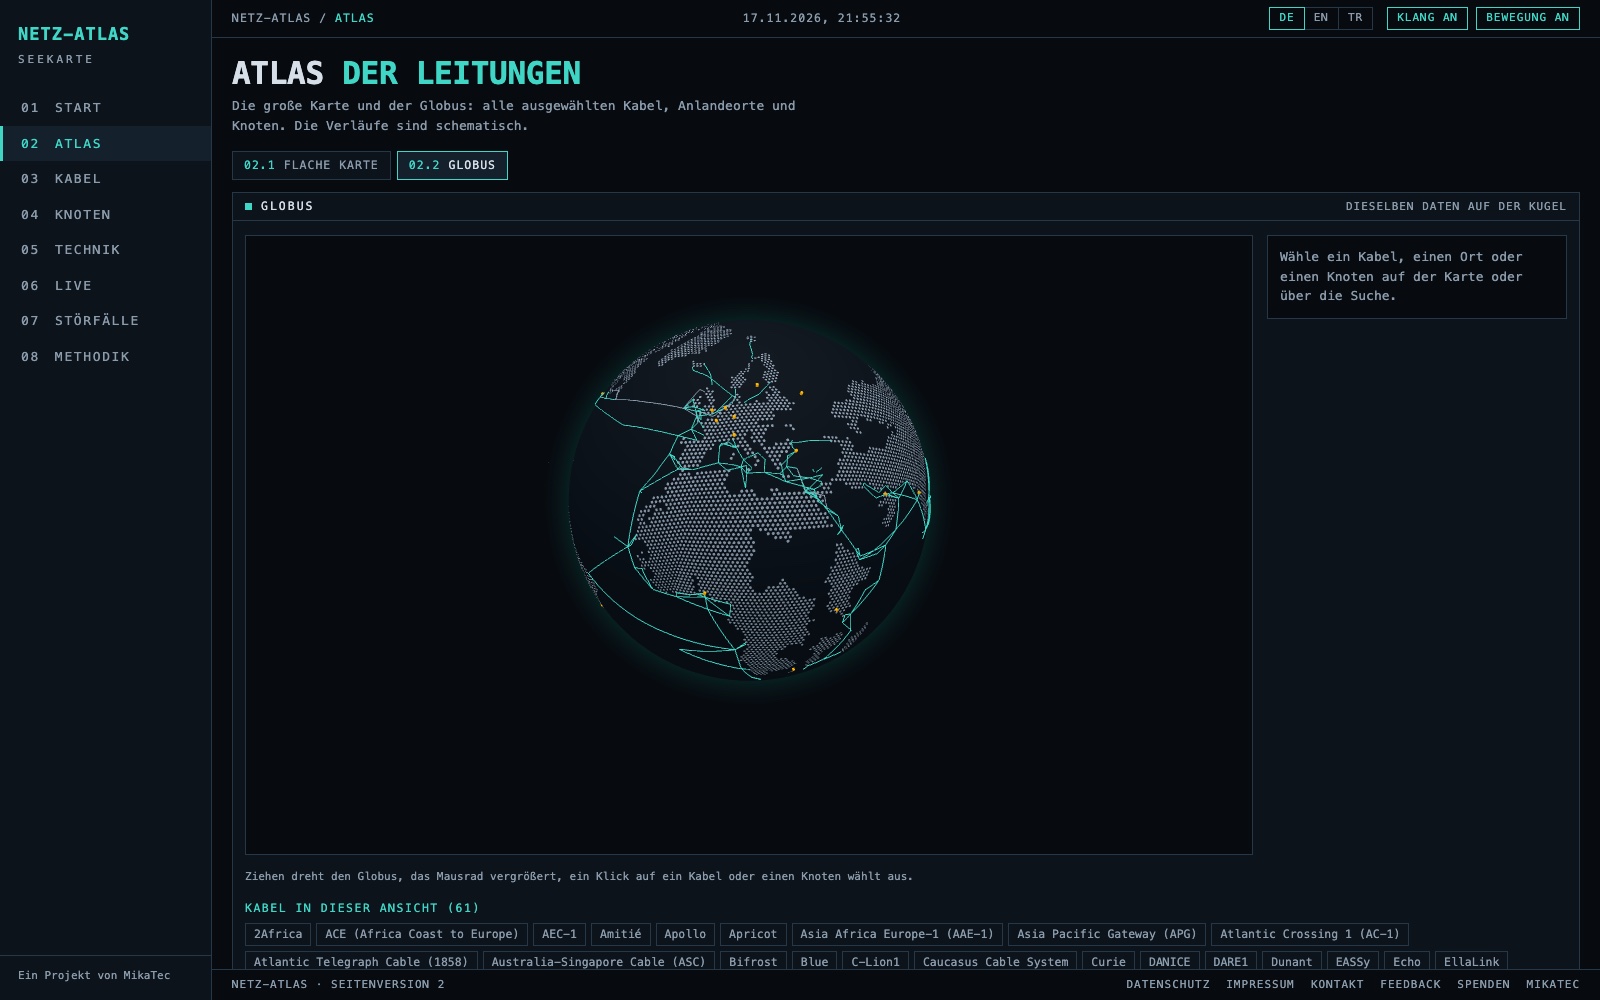 NETZ-ATLAS
SEEKARTE
01 START
02 ATLAS
03 KABEL
04 KNOTEN
05 TECHNIK
06 LIVE
07 STÖRFÄLLE
08 METHODIK
Ein Projekt von MikaTec
NETZ-ATLAS / ATLAS
17.11.2026, 21:55:32
DE EN TR
KLANG AN
BEWEGUNG AN
ATLAS DER LEITUNGEN
Die große Karte und der Globus: alle ausgewählten Kabel, Anlandeorte und
Knoten. Die Verläufe sind schematisch.
02.1 FLACHE KARTE
02.2 GLOBUS
GLOBUS
DIESELBEN DATEN AUF DER KUGEL
Wähle ein Kabel, einen Ort oder
einen Knoten auf der Karte oder
über die Suche.
Ziehen dreht den Globus, das Mausrad vergrößert, ein Klick auf ein Kabel oder einen Knoten wählt aus.
KABEL IN DIESER ANSICHT (61)
2Africa ACE (Africa Coast to Europe) AEC-1 Amitié Apollo Apricot Asia Africa Europe-1 (AAE-1) Asia Pacific Gateway (APG) Atlantic Crossing 1 (AC-1)
Atlantic Telegraph Cable (1858) Australia-Singapore Cable (ASC) Bifrost Blue C-Lion1 Caucasus Cable System Curie DANICE DARE1 Dunant EASSy Echo EllaLink
NETZ-ATLAS · SEITENVERSION 2
DATENSCHUTZ IMPRESSUM KONTAKT FEEDBACK SPENDEN MIKATEC